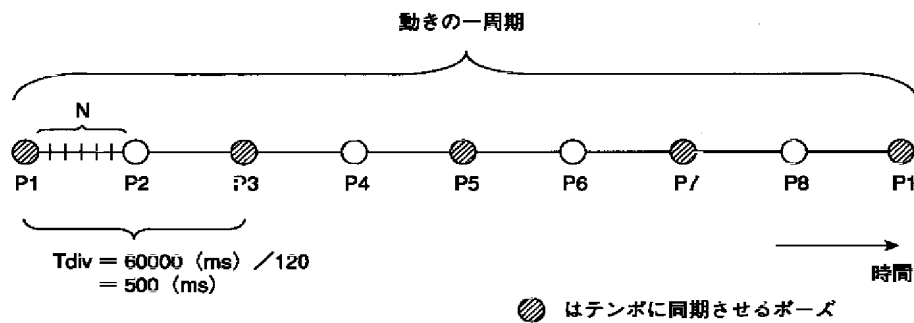 動きの一周期
N
P1 P2 P3 P4 P5 P6 P7 P8 P1
Tdiv = 60000 (ms) /120
= 500 (ms)
時間
はテンポに同期させるポーズ